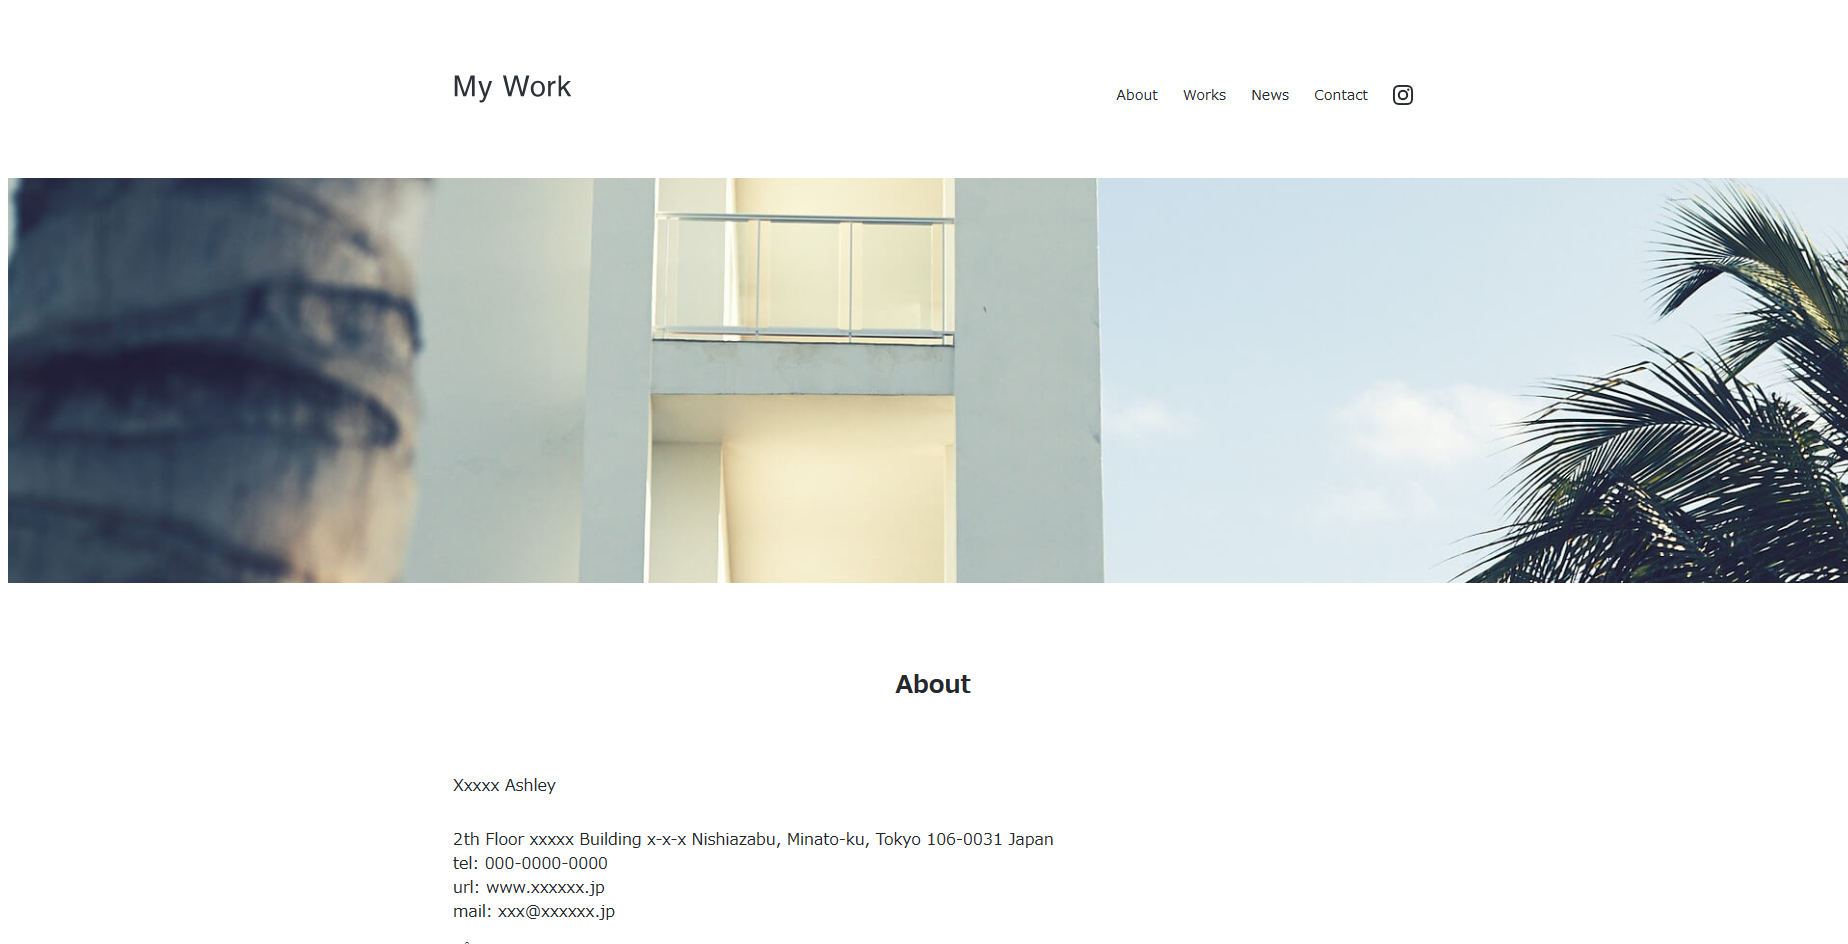 My Work
About
Works
News
Contact
About
Xxxxx Ashley
2th Floor xxxxx Building x-x-x Nishiazabu, Minato-ku, Tokyo 106-0031 Japan
tel: 000-0000-0000
url: www.xxxxxx.jp
mail: xxx@xxxxxx.jp